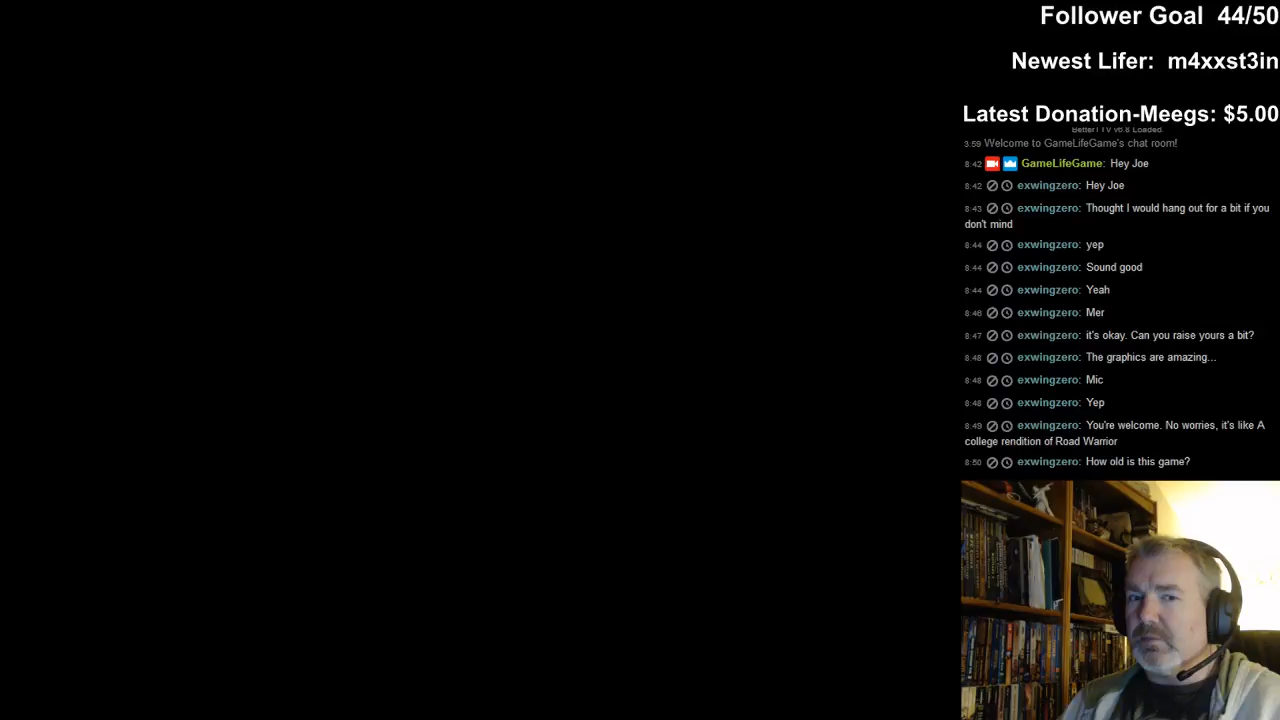 Follower Goal 44/50
Newest Lifer: m4xxst3in
Latest Donation-Meegs: $5.00
BetterTTV v6.8 Loaded.
3:59 Welcome to GameLifeGame's chat room!
8:42 GameLifeGame: Hey Joe
8:42 exwingzero: Hey Joe
8:43 exwingzero: Thought I would hang out for a bit if you
don't mind
8:44 exwingzero: yep
8:44 exwingzero: Sound good
8:44 exwingzero: Yeah
8:46 exwingzero: Mer
8:47 exwingzero: it's okay. Can you raise yours a bit?
8:48 exwingzero: The graphics are amazing...
8:48 exwingzero: Mic
8:48 exwingzero: Yep
8:49 exwingzero: You're welcome. No worries, it's like A
college rendition of Road Warrior
8:50 exwingzero: How old is this game?